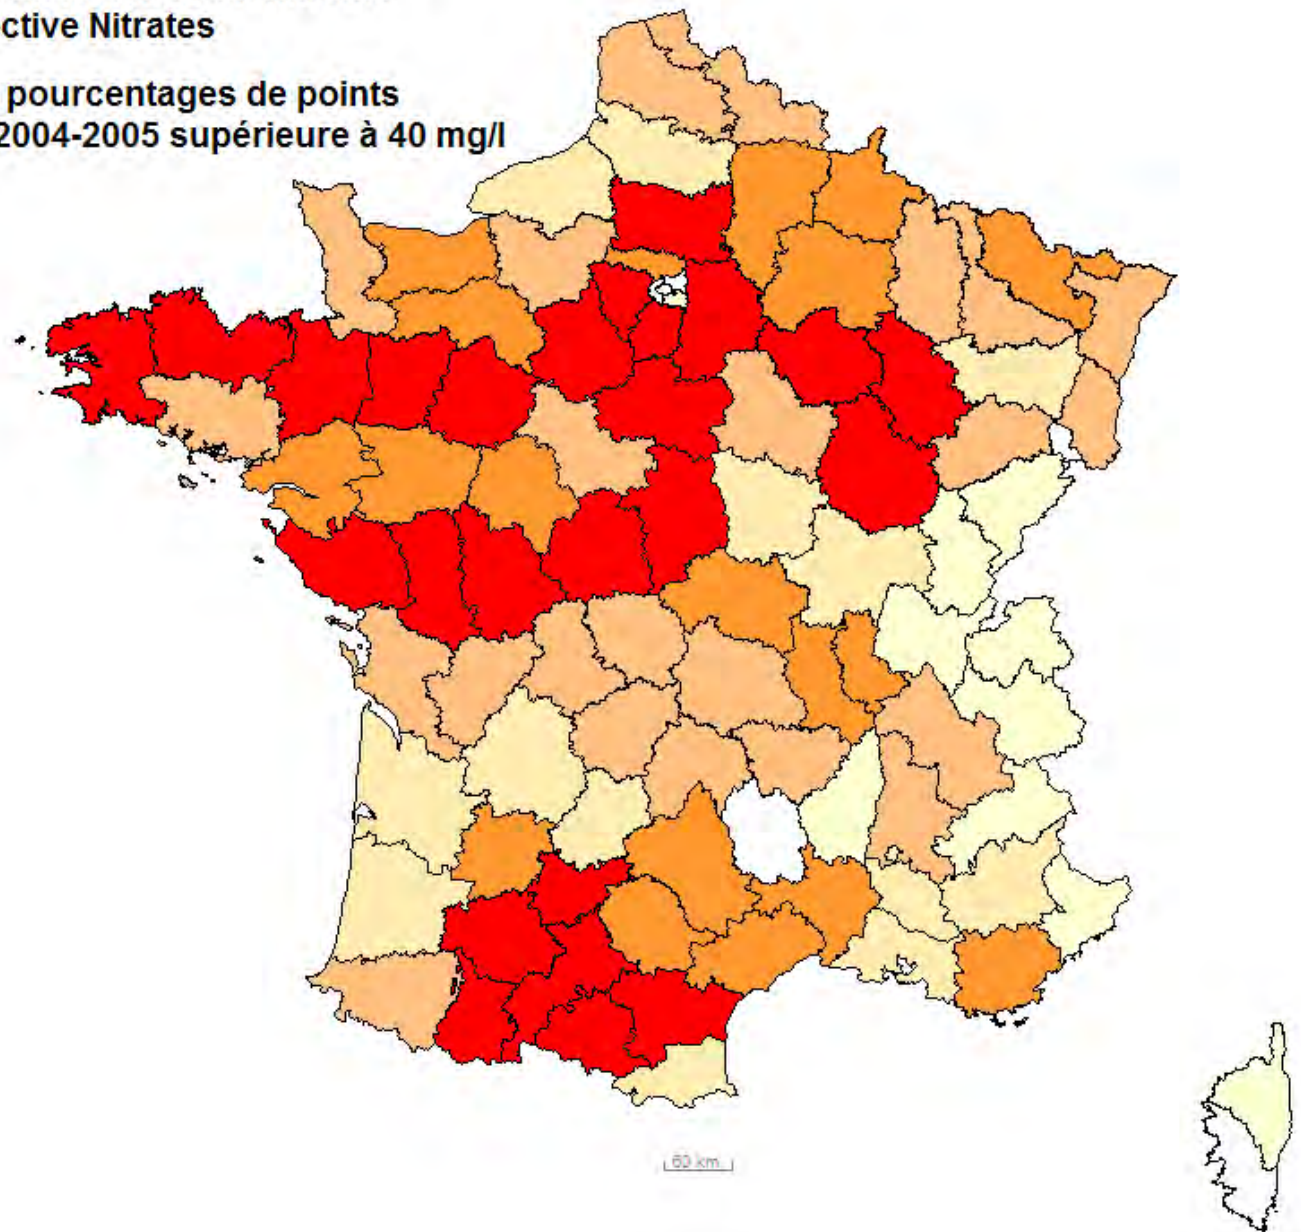 ctive Nitrates
pourcentages de points
2004-2005 supérieure à 40 mg/l
60 km